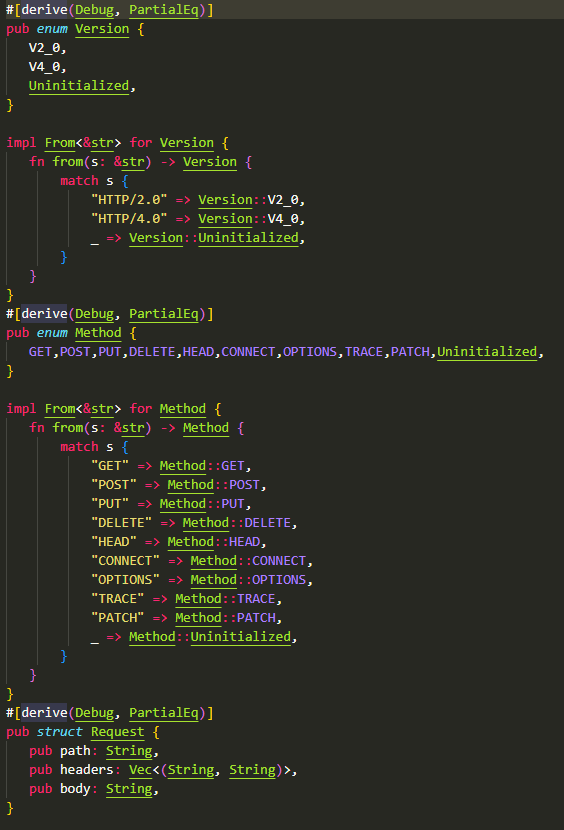 #[derive(Debug, PartialEq)]
pub enum Version {
    V2_0,
    V4_0,
    Uninitialized,
}

impl From<&str> for Version {
    fn from(s: &str) -> Version {
        match s {
            "HTTP/2.0" => Version::V2_0,
            "HTTP/4.0" => Version::V4_0,
            _ => Version::Uninitialized,
        }
    }
}
#[derive(Debug, PartialEq)]
pub enum Method {
    GET,POST,PUT,DELETE,HEAD,CONNECT,OPTIONS,TRACE,PATCH,Uninitialized,
}

impl From<&str> for Method {
    fn from(s: &str) -> Method {
        match s {
            "GET" => Method::GET,
            "POST" => Method::POST,
            "PUT" => Method::PUT,
            "DELETE" => Method::DELETE,
            "HEAD" => Method::HEAD,
            "CONNECT" => Method::CONNECT,
            "OPTIONS" => Method::OPTIONS,
            "TRACE" => Method::TRACE,
            "PATCH" => Method::PATCH,
            _ => Method::Uninitialized,
        }
    }
}
#[derive(Debug, PartialEq)]
pub struct Request {
    pub path: String,
    pub headers: Vec<(String, String)>,
    pub body: String,
}